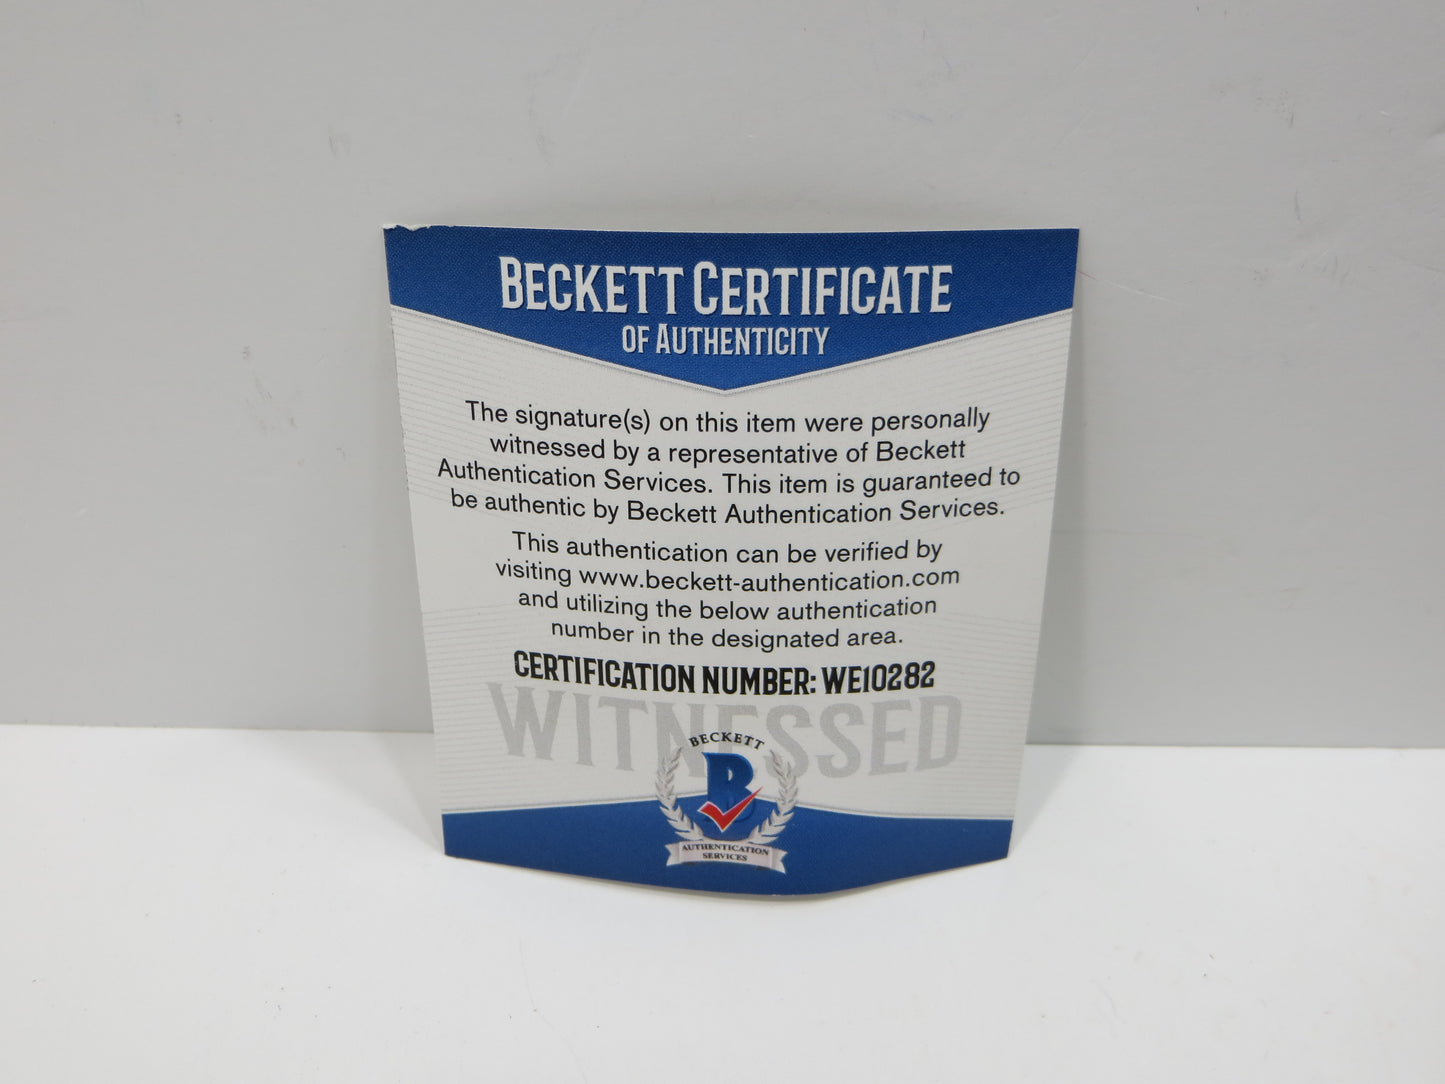 BECKETT CERTIFICATE
OF AUTHENTICITY
The signature(s) on this item were personally
witnessed by a representative of Beckett
Authentication Services. This item is guaranteed to
be authentic by Beckett Authentication Services.
This authentication can be verified by
visiting www.beckett-authentication.com
and utilizing the below authentication
number in the designated area.
CERTIFICATION NUMBER: WE10282
WITNESSED
BECKETT
B
AUTHENTICATION
SERVICES